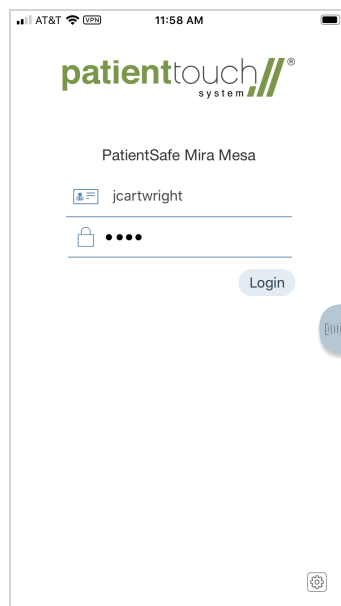 AT&T VPN 11:58 AM
patienttouch®
system
PatientSafe Mira Mesa
jcartwright
••••
Login